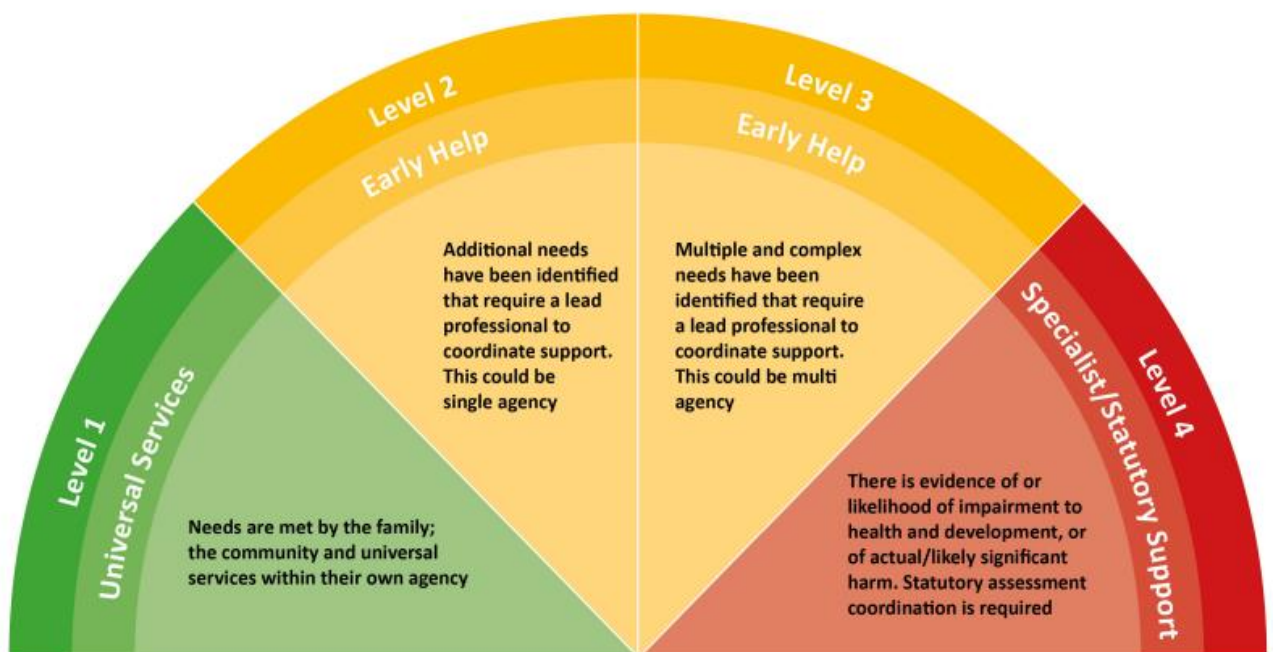 Level 1
Universal Services
Needs are met by the family;
the community and universal
services within their own agency
Level 2
Early Help
Additional needs
have been identified
that require a lead
professional to
coordinate support.
This could be
single agency
Level 3
Early Help
Multiple and complex
needs have been
identified that require
a lead professional to
coordinate support.
This could be multi
agency
Level 4
Specialist/Statutory Support
There is evidence of or
likelihood of impairment to
health and development, or
of actual/likely significant
harm. Statutory assessment
coordination is required